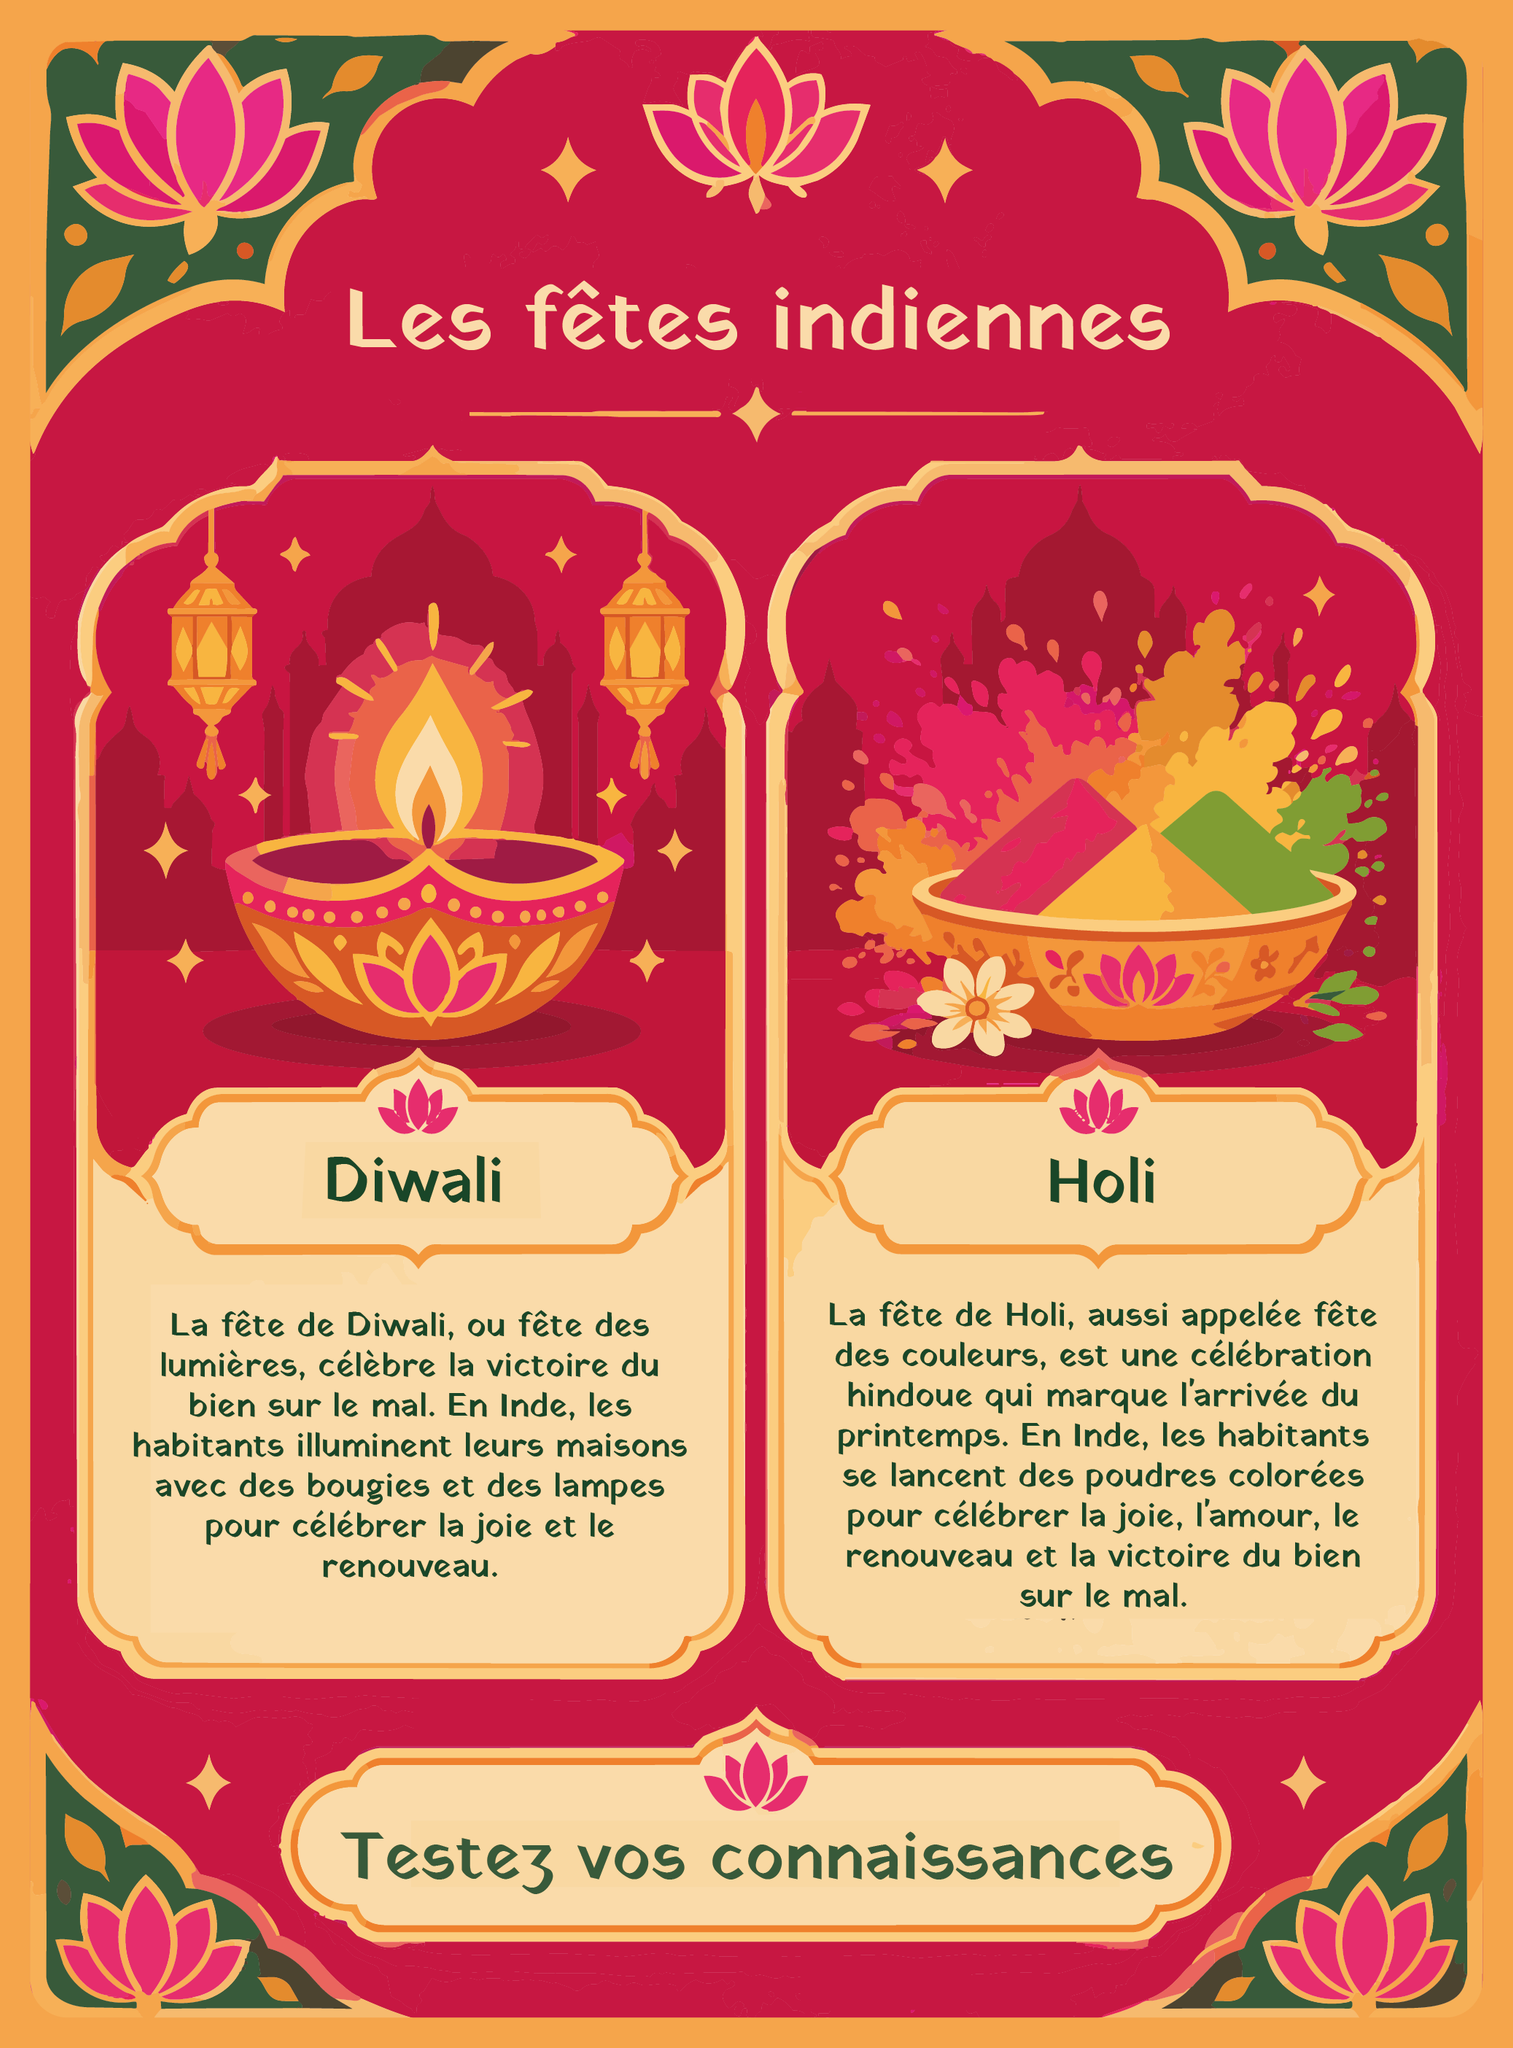 Les fêtes indiennes
Diwali
La fête de Diwali, ou fête des
lumières, célèbre la victoire du
bien sur le mal. En Inde, les
habitants illuminent leurs maisons
avec des bougies et des lampes
pour célébrer la joie et le
renouveau.
Holi
La fête de Holi, aussi appelée fête
des couleurs, est une célébration
hindoue qui marque l'arrivée du
printemps. En Inde, les habitants
se lancent des poudres colorées
pour célébrer la joie, l'amour, le
renouveau et la victoire du bien
sur le mal.
Testez vos connaissances